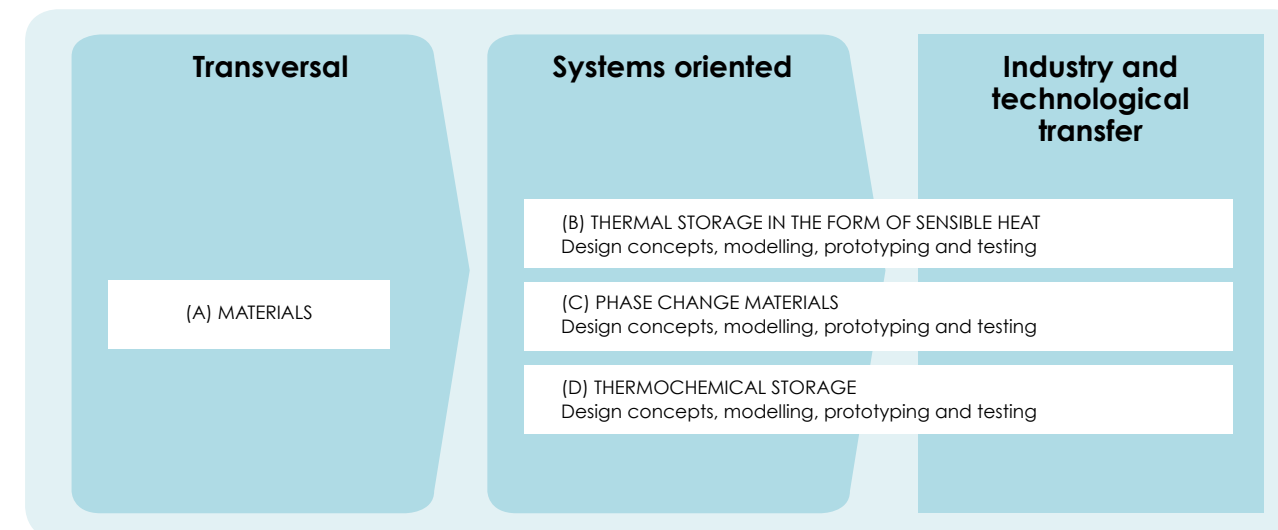 Transversal
Systems oriented
Industry and
technological
transfer
(A) MATERIALS
(B) THERMAL STORAGE IN THE FORM OF SENSIBLE HEAT
Design concepts, modelling, prototyping and testing
(C) PHASE CHANGE MATERIALS
Design concepts, modelling, prototyping and testing
(D) THERMOCHEMICAL STORAGE
Design concepts, modelling, prototyping and testing